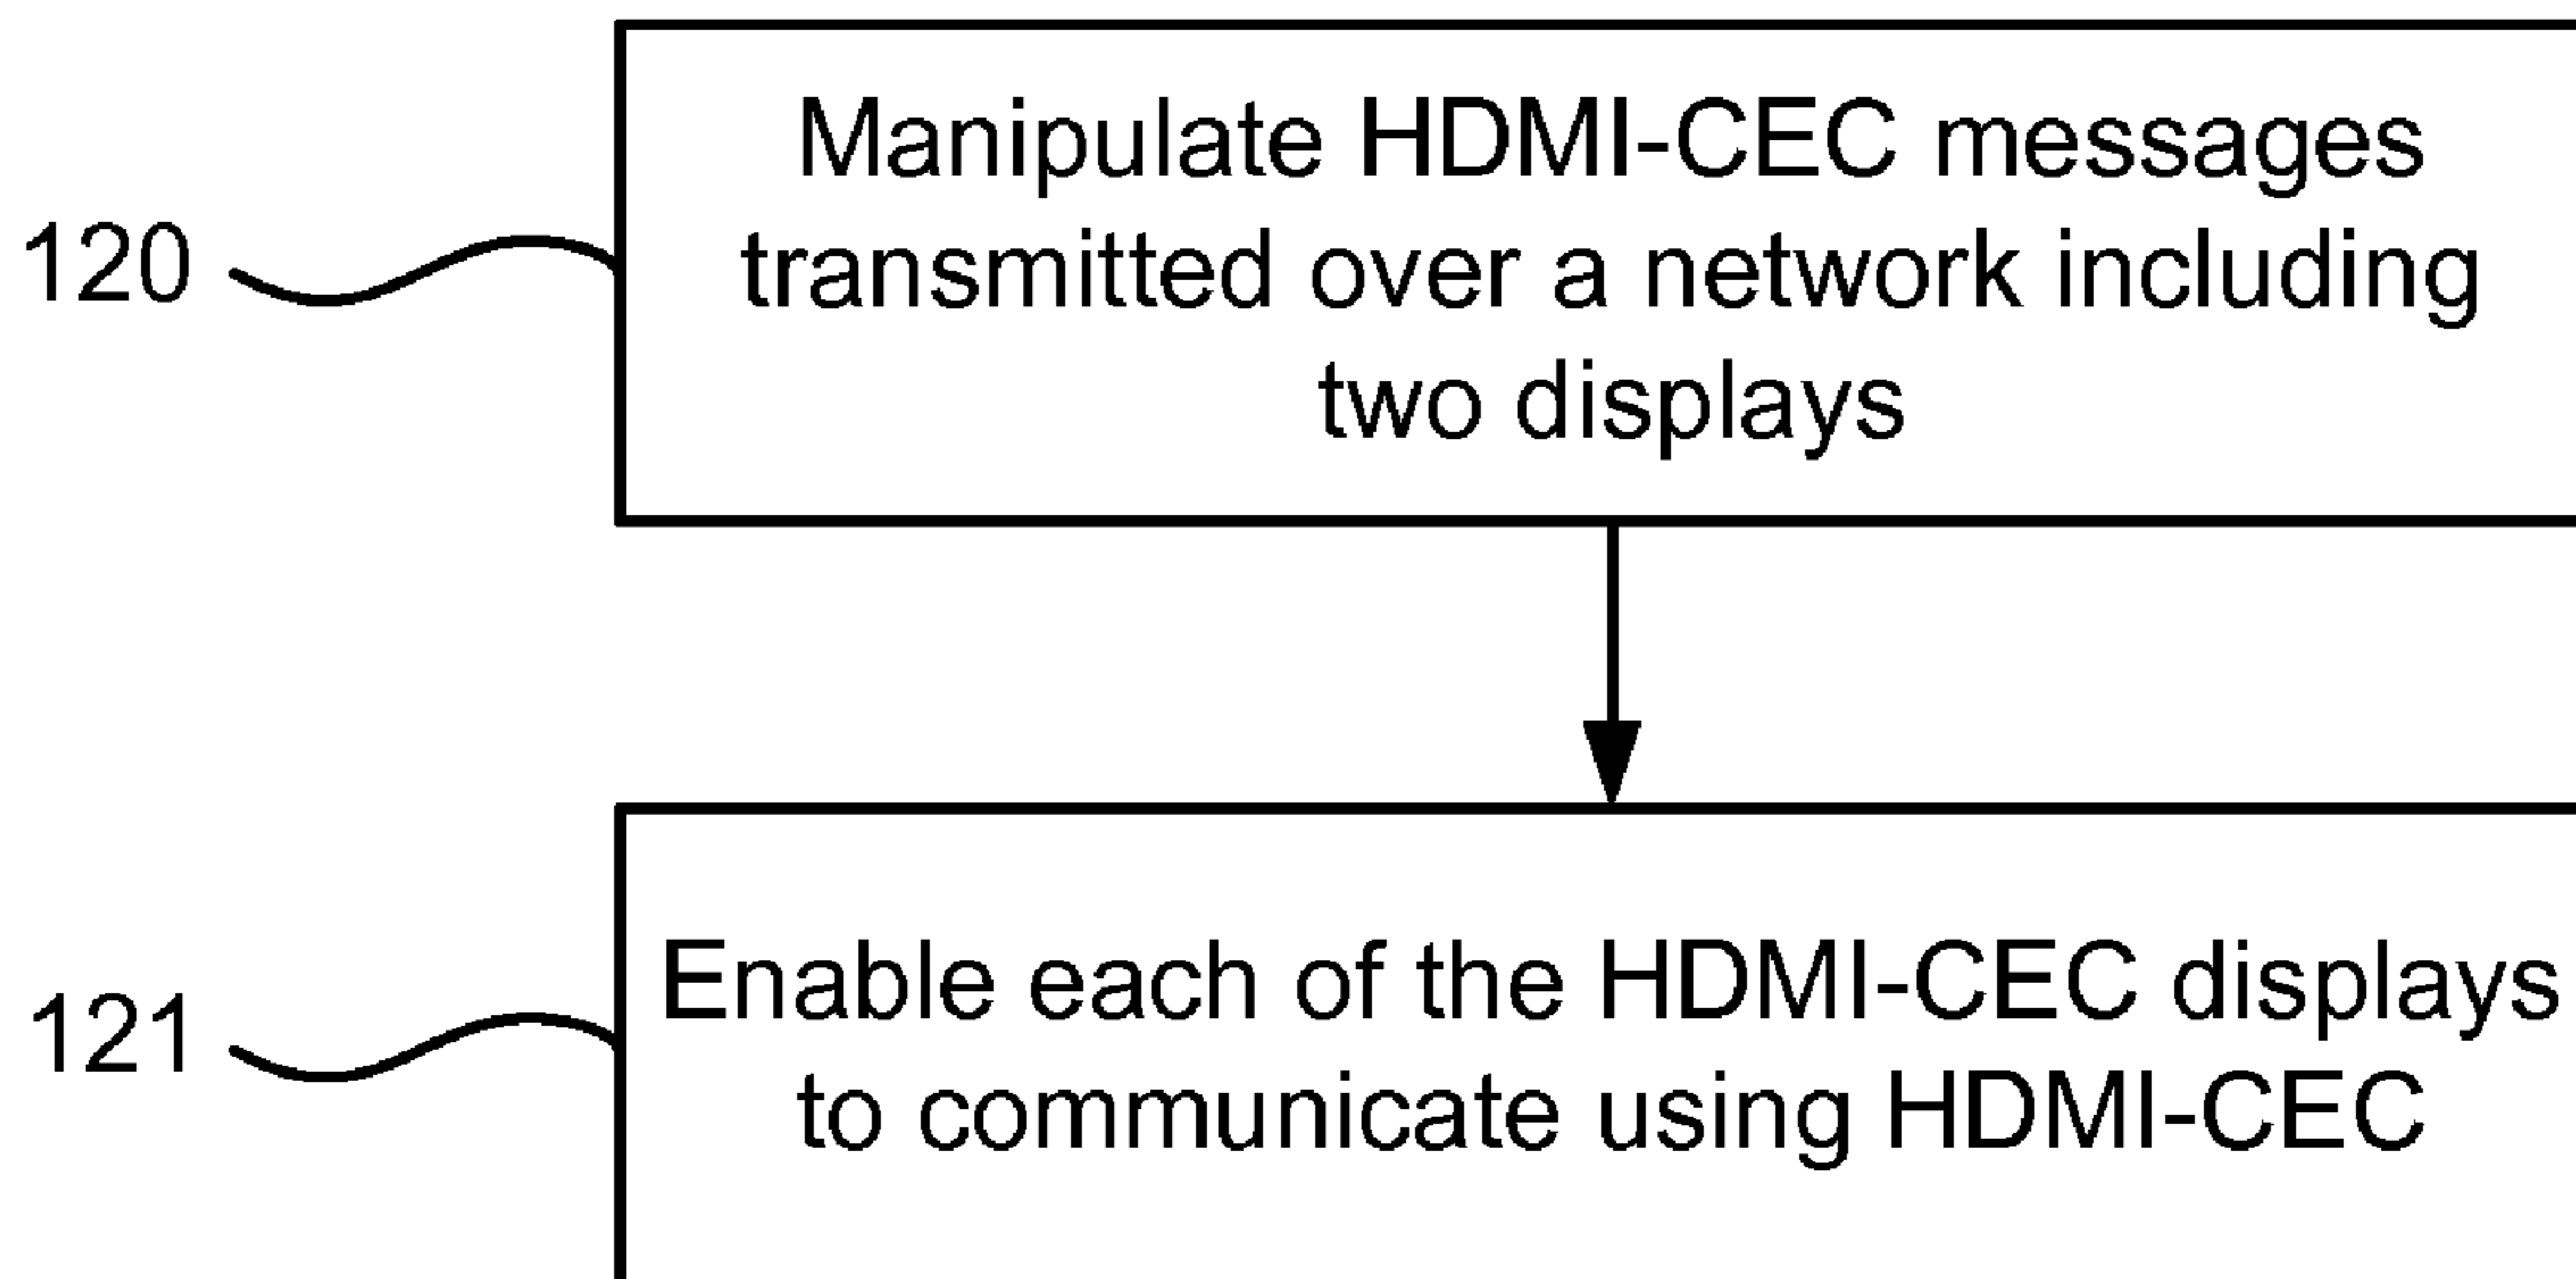 Manipulate HDMI-CEC messages
120
transmitted over a network including
two displays
Enable each of the HDMI-CEC displays
121
to communicate using HDMI-CEC